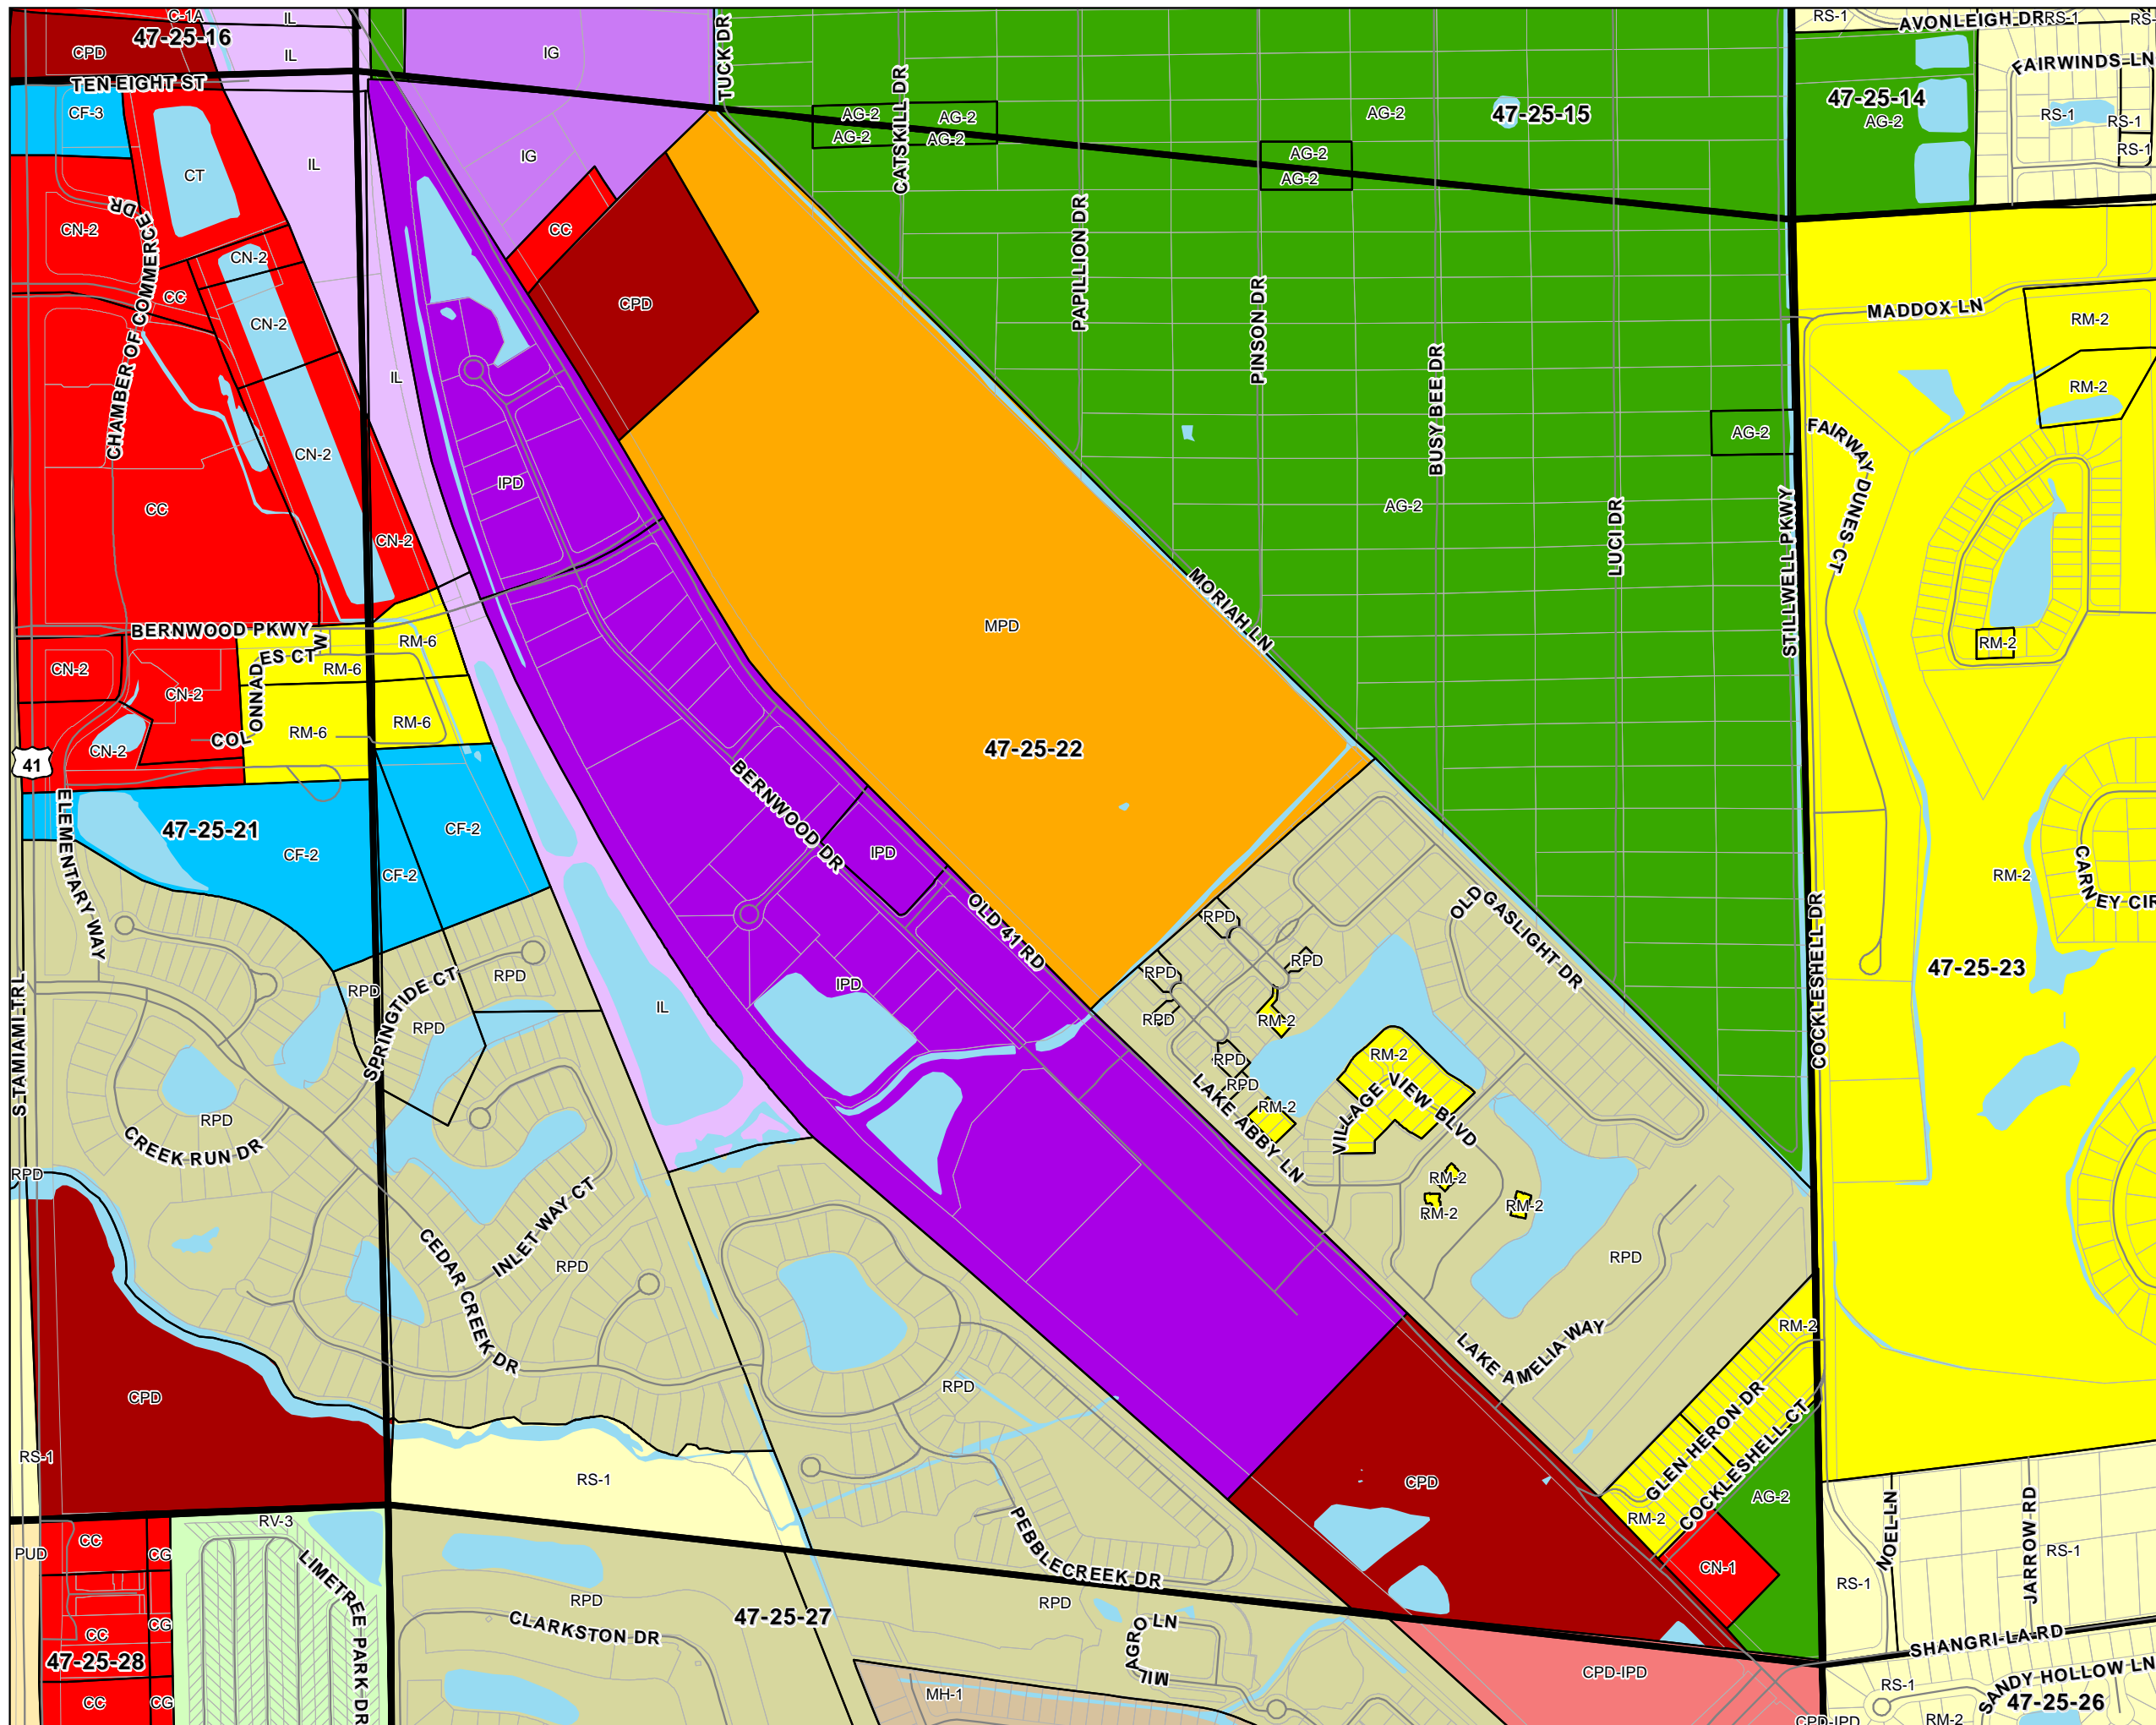 C-1A
IL
47-25-16
CPD
IL
IG
TUCK DR
RS-1
AVONLEIGH DR
RS-1
RS-
TEN EIGHT ST
CF-3
CT
IL
IG
CATSKILL DR
AG-2
AG-2
AG-2
AG-2
AG-2
47-25-15
AG-2
AG-2
47-25-14
AG-2
FAIRWINDS LN
RS-1
RS-1
RS-1
CN-2
CHAMBER OF COMMERCE DR
CC
CN-2
CN-2
CN-2
CC
CN-2
IL
CC
CPD
IPD
PAPILLION DR
PINSON DR
BUSY BEE DR
AG-2
LUCI DR
AG-2
STILLWELL PKWY
MADDOX LN
RM-2
RM-2
FAIRWAY DUNES CT
RM-2
MORIAH LN
MPD
47-25-22
BERNWOOD PKWY
W
COLONNADES CT
CN-2
CN-2
CN-2
RM-6
RM-6
RM-6
RM-6
41
ELEMENTARY WAY
47-25-21
CF-2
CF-2
CF-2
BERNWOOD DR
IPD
OLD 41 RD
IPD
IL
OLD GASLIGHT DR
COCKLESHELL DR
RM-2
CARNEY CIR
47-25-23
S TAMIAMI TRL
RPD
SPRINGTIDE CT
RPD
RPD
RPD
RPD
RPD
RPD
RM-2
RPD
RPD
RM-2
LAKE ABBY LN
RM-2
VILLAGE VIEW BLVD
RM-2
RM-2
RM-2
RPD
RPD
CREEK RUN DR
RPD
INLET WAY CT
CEDAR CREEK DR
RPD
CPD
RS-1
RS-1
RPD
LAKE AMELIA WAY
RM-2
GLEN HERON DR
COCKLESHELL CT
RM-2
AG-2
CPD
CN-1
PEBBLECREEK DR
NOEL LN
JARROW RD
RS-1
RS-1
PUD
CC
CG
RV-3
LIMETREE PARK DR
CC
CG
47-25-28
CC
CG
RPD
CLARKSTON DR
47-25-27
RPD
MILAGRO LN
MH-1
CPD-IPD
SHANGRI-LA RD
RS-1
SANDY HOLLOW LN
47-25-26
CPD-IPD
RM-2